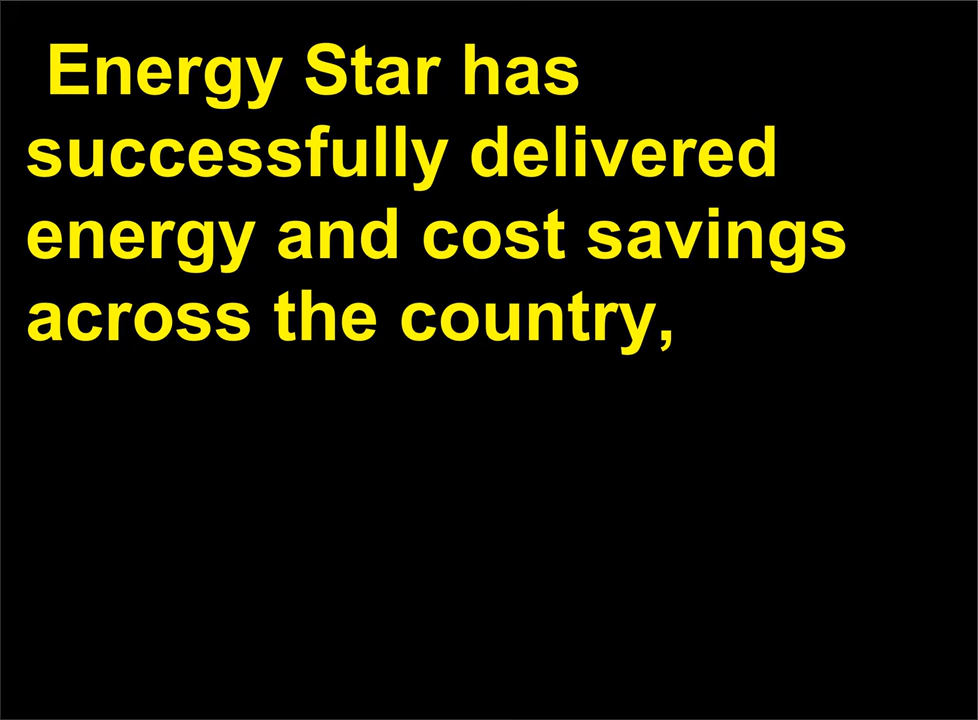 Energy Star has
successfully delivered
energy and cost savings
across the country,